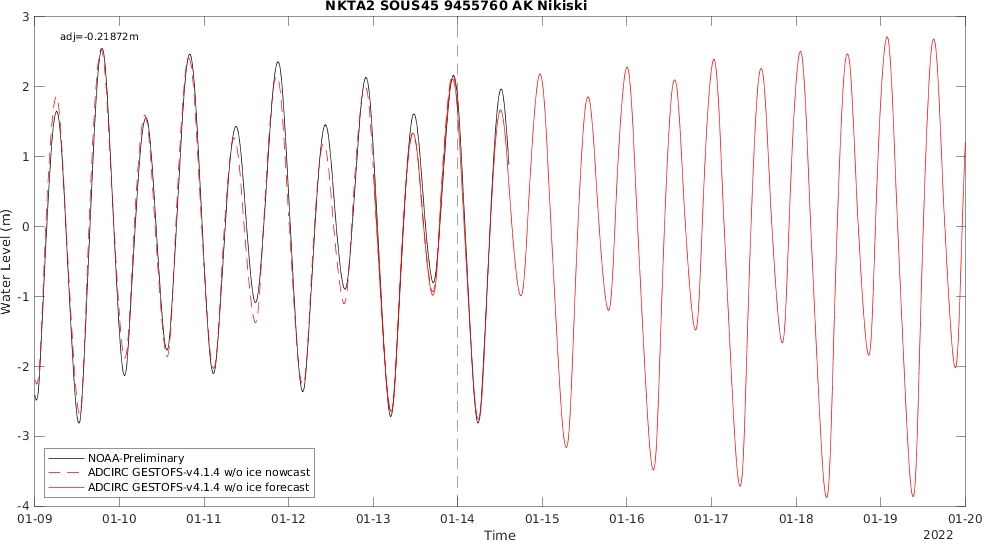 NKTA2 SOUS45 9455760 AK Nikiski
adj=-0.21872m
3
2
1
0
-1
-2
-3
-4
Water Level (m)
NOAA-Preliminary
ADCIRC GESTOFS-v4.1.4 w/o ice nowcast
ADCIRC GESTOFS-v4.1.4 w/o ice forecast
01-09 01-10 01-11 01-12 01-13 01-14 01-15 01-16 01-17 01-18 01-19 01-20
Time
2022